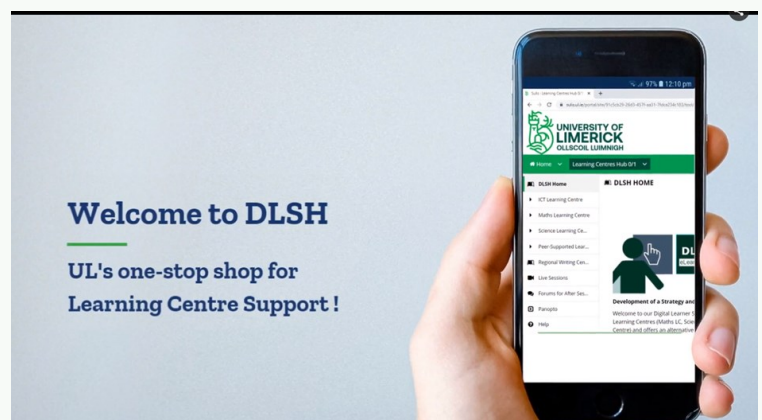 Welcome to DLSH
UL's one-stop shop for
Learning Centre Support !
97% 12:10 pm
UNIVERSITY OF
LIMERICK
OLLSCOIL LUIMNIGH
Home
Learning Centres Hub 0/1
DLSH Home
ICT Learning Centre
Maths Learning Centre
Science Learning Ce...
Peer-Supported Lear...
Regional Writing Cen...
Live Sessions
Forums for After Ses...
Panopto
Help
DLSH HOME
DL
Development of a Strategy and
Welcome to our Digital Learner S
Learning Centres (Maths LC, Scie
Centre) and offers an alternative